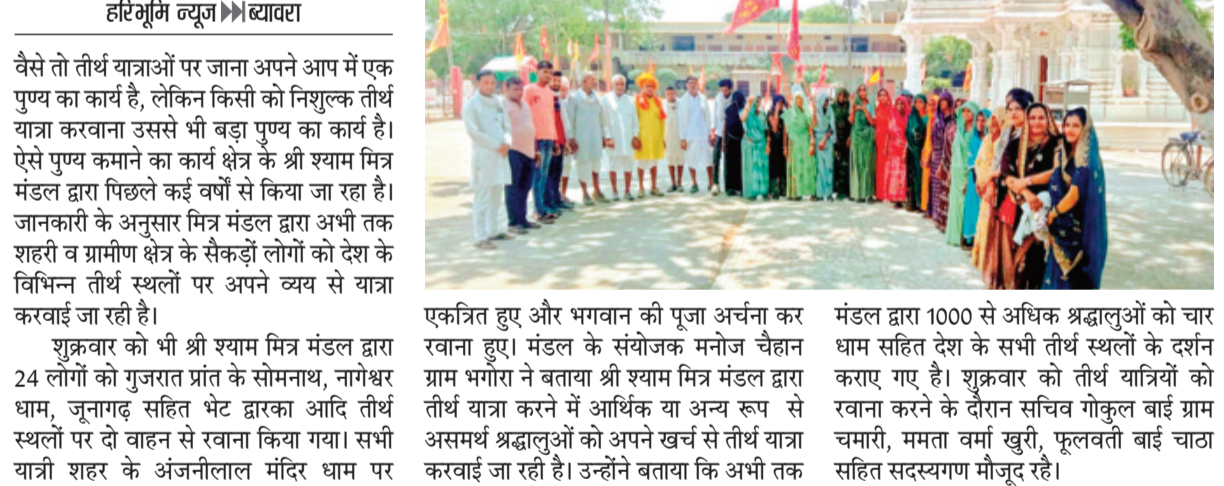 हरिभूमि न्यूज ▶▶ ब्यावरा
वैसे तो तीर्थ यात्राओं पर जाना अपने आप में एक
पुण्य का कार्य है, लेकिन किसी को निशुल्क तीर्थ
यात्रा करवाना उससे भी बड़ा पुण्य का कार्य है।
ऐसे पुण्य कमाने का कार्य क्षेत्र के श्री श्याम मित्र
मंडल द्वारा पिछले कई वर्षों से किया जा रहा है।
जानकारी के अनुसार मित्र मंडल द्वारा अभी तक
शहरी व ग्रामीण क्षेत्र के सैकड़ों लोगों को देश के
विभिन्न तीर्थ स्थलों पर अपने व्यय से यात्रा
करवाई जा रही है।
शुक्रवार को भी श्री श्याम मित्र मंडल द्वारा
24 लोगों को गुजरात प्रांत के सोमनाथ, नागेश्वर
धाम, जूनागढ़ सहित भेट द्वारका आदि तीर्थ
स्थलों पर दो वाहन से रवाना किया गया। सभी
यात्री शहर के अंजनीलाल मंदिर धाम पर
एकत्रित हुए और भगवान की पूजा अर्चना कर
रवाना हुए। मंडल के संयोजक मनोज चैहान
ग्राम भगोरा ने बताया श्री श्याम मित्र मंडल द्वारा
तीर्थ यात्रा करने में आर्थिक या अन्य रूप से
असमर्थ श्रद्धालुओं को अपने खर्च से तीर्थ यात्रा
करवाई जा रही है। उन्होंने बताया कि अभी तक
मंडल द्वारा 1000 से अधिक श्रद्धालुओं को चार
धाम सहित देश के सभी तीर्थ स्थलों के दर्शन
कराए गए है। शुक्रवार को तीर्थ यात्रियों को
रवाना करने के दौरान सचिव गोकुल बाई ग्राम
चमारी, ममता वर्मा खुरी, फूलवती बाई चाठा
सहित सदस्यगण मौजूद रहै।